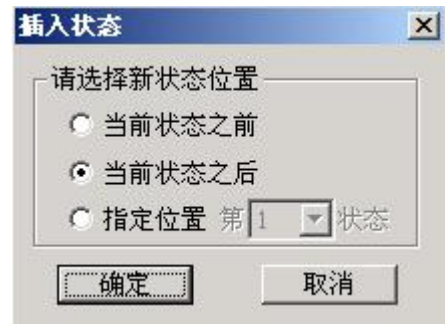 插入状态
请选择新状态位置
当前状态之前
当前状态之后
指定位置 第 1 状态
确定 取消